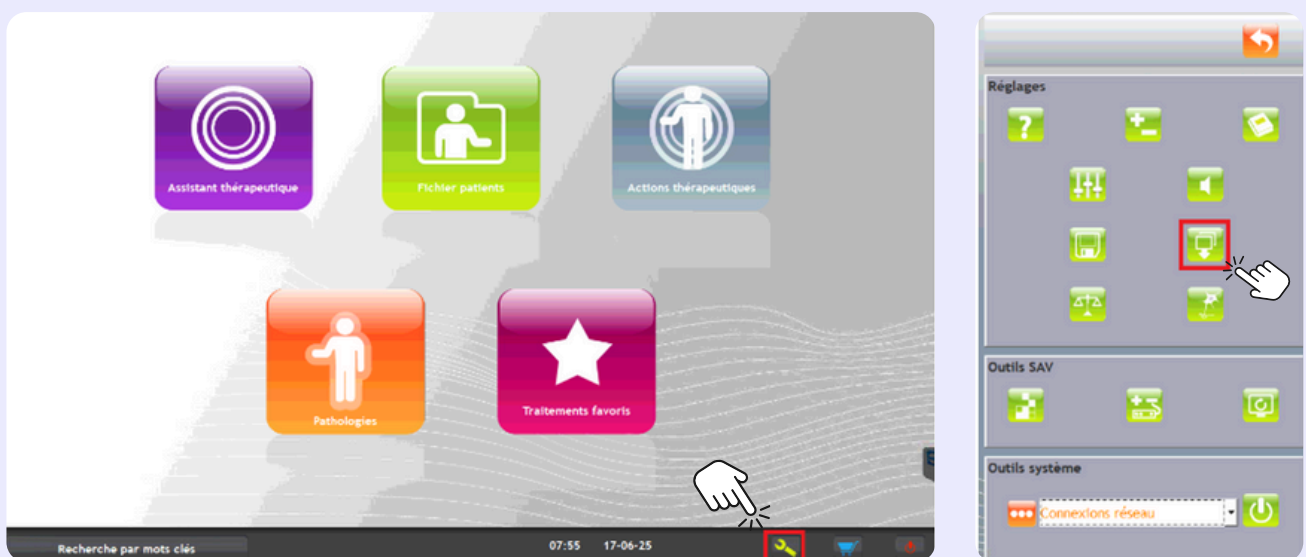 Assistant thérapeutique
Fichier patients
Actions thérapeutiques
Pathologies
Traitements favoris
Recherche par mots clés
07:55 17-06-25
Réglages
Outils SAV
Outils système
Connexions réseau